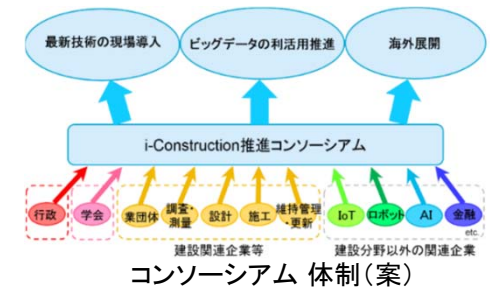 最新技術の現場導入
ビッグデータの利活用推進
海外展開
i-Construction推進コンソーシアム
行政
学会
業団体
調査・
測量
設計
施工
維持管理
・更新
IoT
ロボット
AI
金融
etc.
建設関連企業等
建設分野以外の関連企業
コンソーシアム 体制（案）